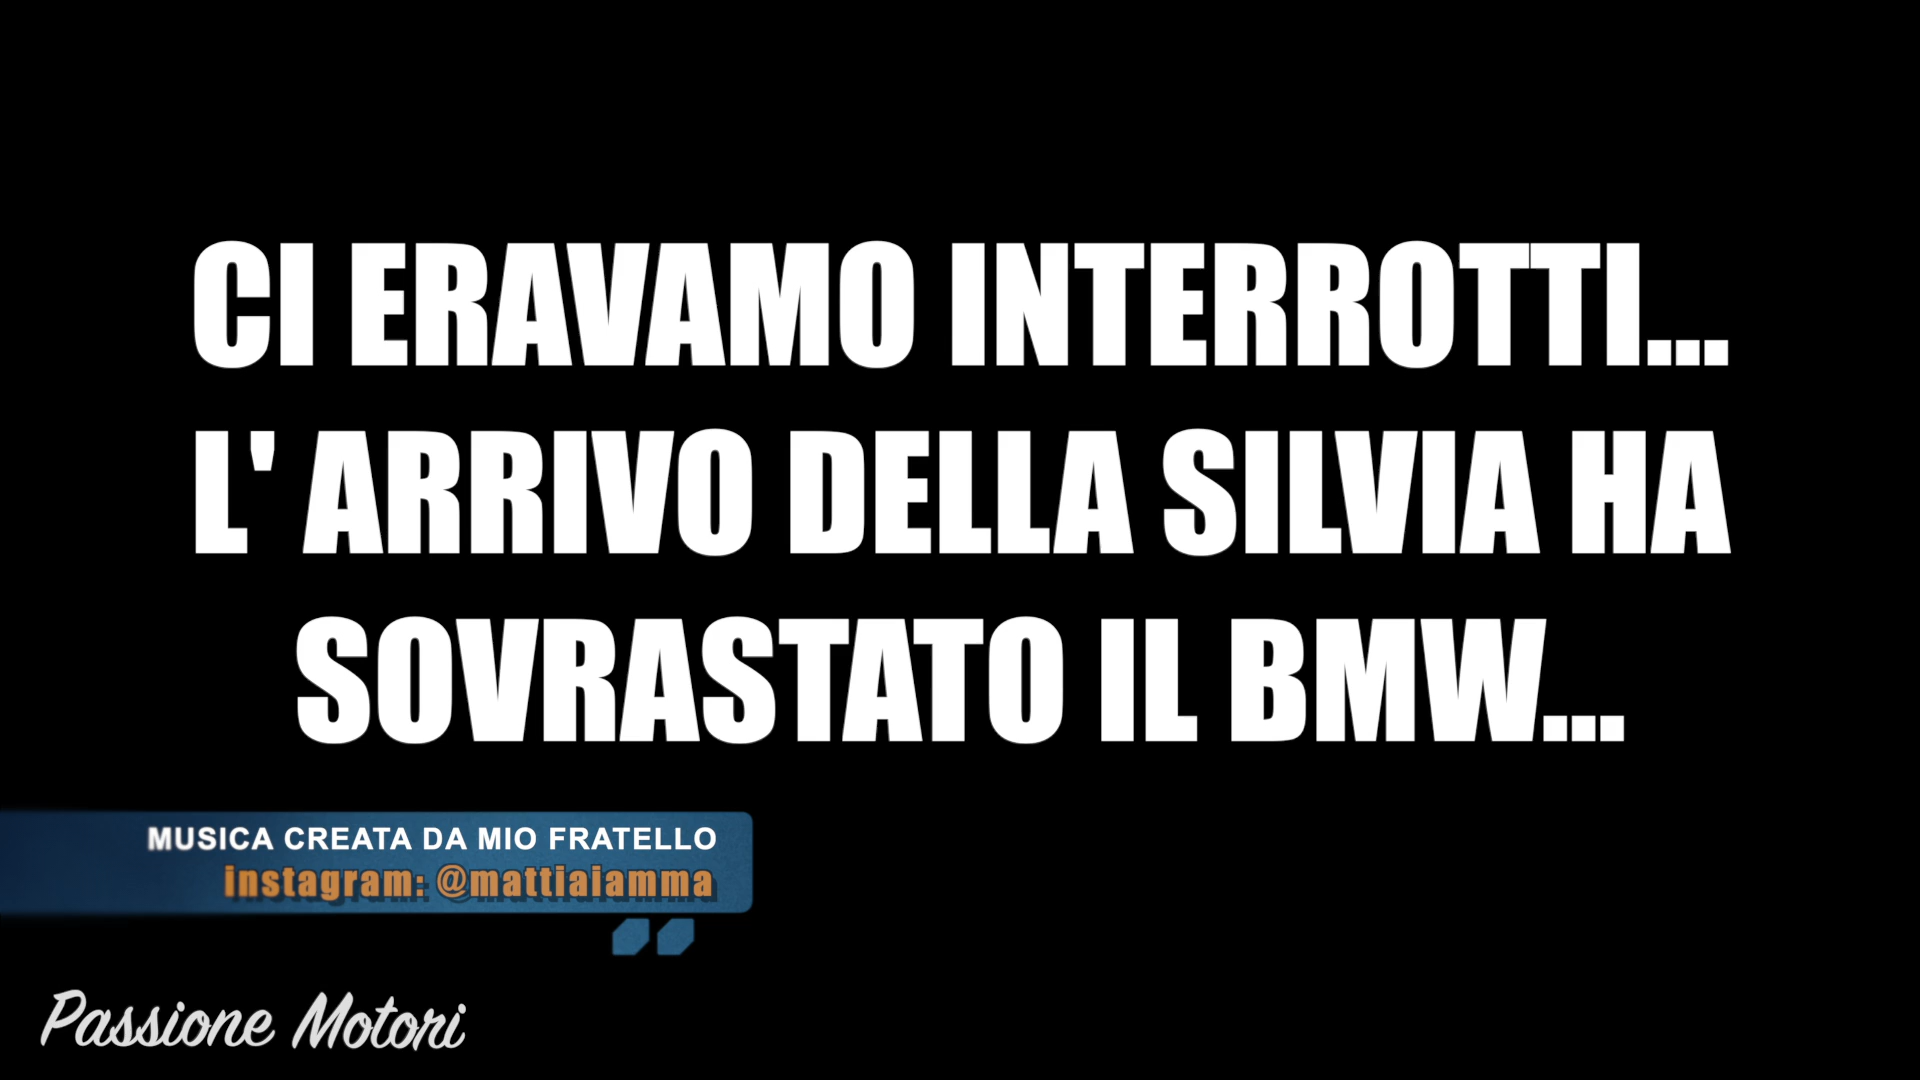 CI ERAVAMO INTERROTTI...
L' ARRIVO DELLA SILVIA HA
SOVRASTATO IL BMW...
MUSICA CREATA DA MIO FRATELLO
instagram: @mattiaiamma
Passione Motori